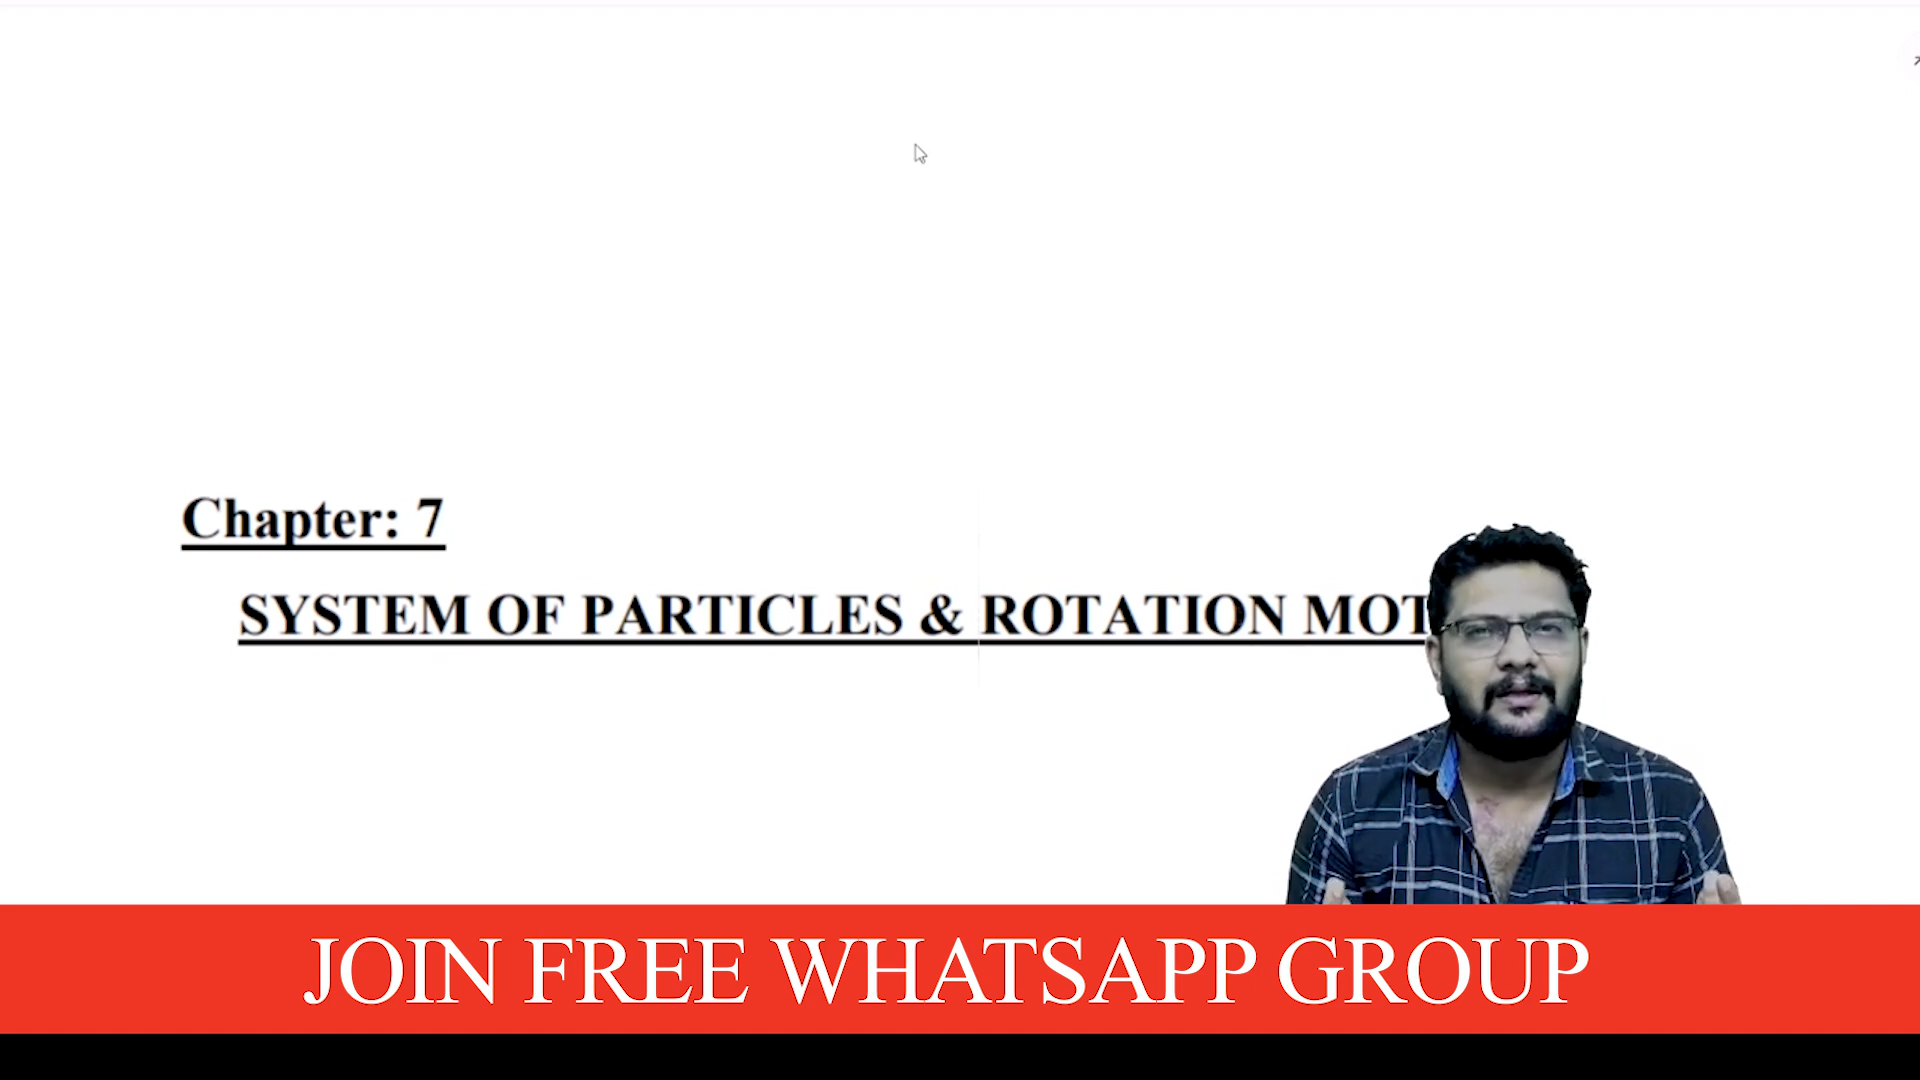 Chapter: 7
SYSTEM OF PARTICLES & ROTATION MOT
JOIN FREE WHATSAPP GROUP